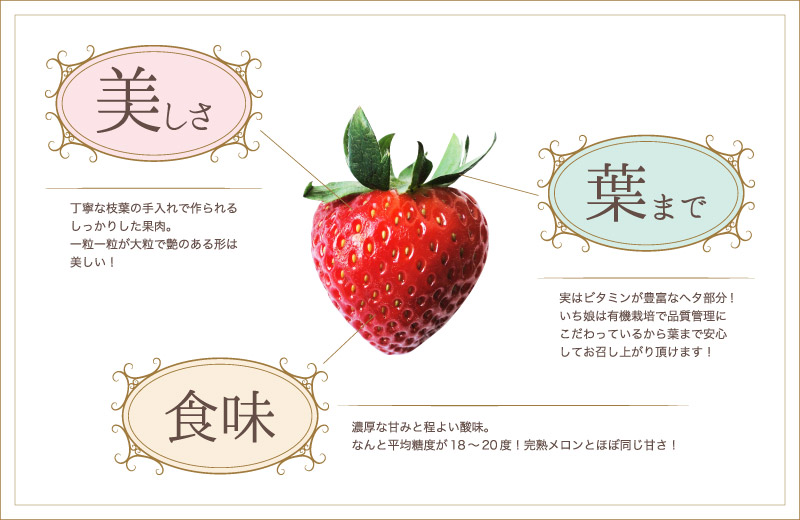 美しさ
丁寧な枝葉の手入れで作られる
しっかりした果肉。
一粒一粒が大粒で艶のある形は
美しい！
葉まで
実はビタミンが豊富なヘタ部分！
いち娘は有機栽培で品質管理に
こだわっているから葉まで安心
してお召し上がり頂けます！
食味
濃厚な甘みと程よい酸味。
なんと平均糖度が18～20度！完熟メロンとほぼ同じ甘さ！